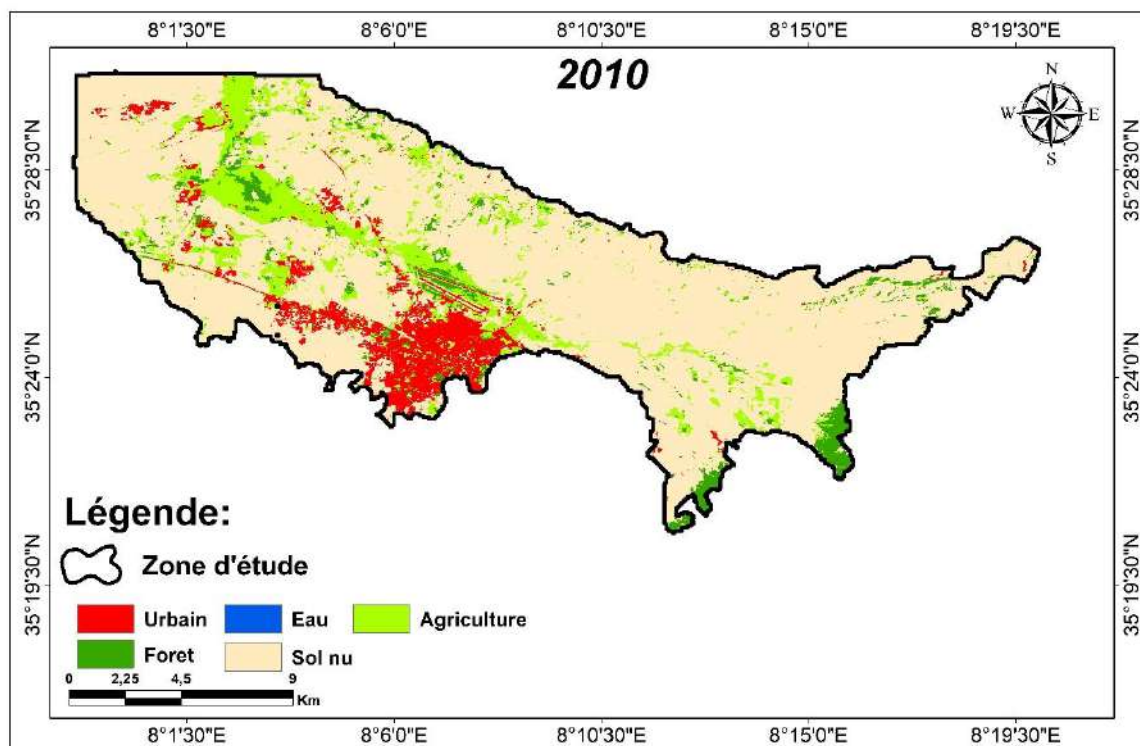 8°1'30"E 8°6'0"E 8°10'30"E 8°15'0"E 8°19'30"E
2010
N
W E
S
35°28'30"N 35°28'30"N
35°24'0"N 35°24'0"N
35°19'30"N 35°19'30"N
Légende:
Zone d'étude
Urbain Eau Agriculture
Foret Sol nu
0 2,25 4,5 9
Km
8°1'30"E 8°6'0"E 8°10'30"E 8°15'0"E 8°19'30"E